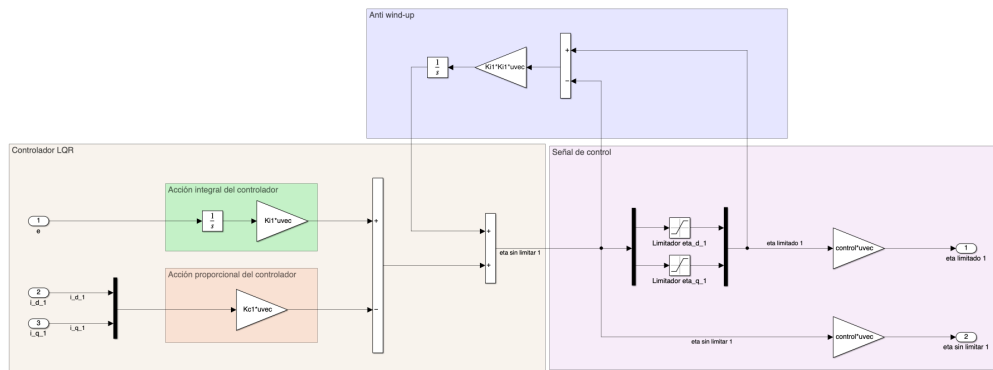 Anti wind-up
1
s
Ki1*Ki1*uvec
+
−
Controlador LQR
Acción integral del controlador
1
e
1
s
Ki1*uvec
+
Acción proporcional del controlador
2
i_d_1
i_d_1
3
i_q_1
i_q_1
Kc1*uvec
−
+
+
eta sin limitar 1
Señal de control
Limitador eta_d_1
Limitador eta_q_1
eta limitado 1
control*uvec
1
eta limitado 1
eta sin limitar 1
control*uvec
2
eta sin limitar 1